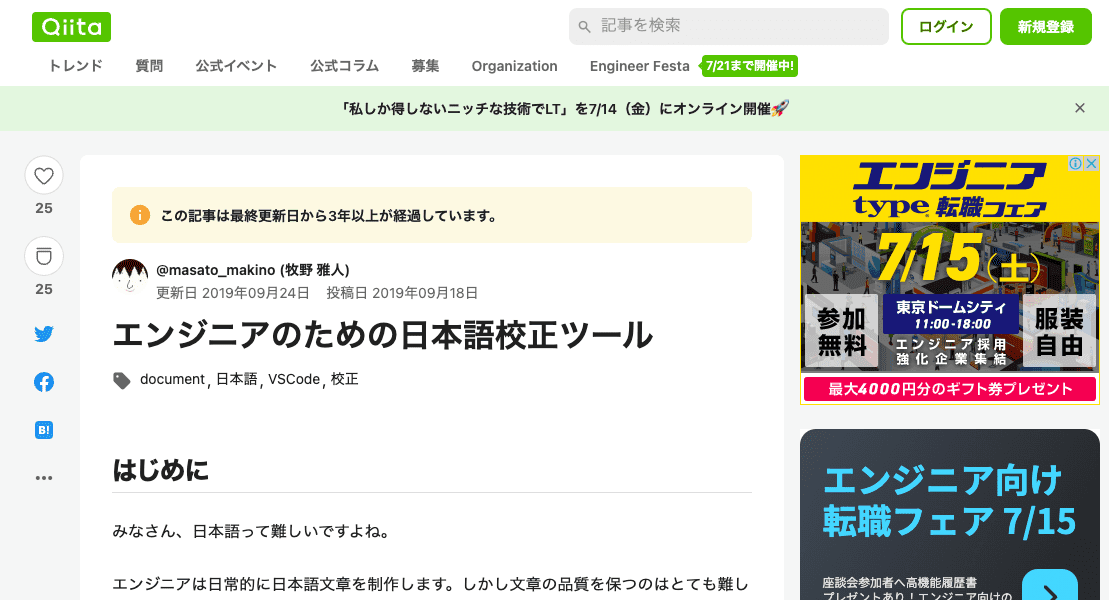 Qiita
記事を検索
ログイン
新規登録
トレンド 質問 公式イベント 公式コラム 募集 Organization Engineer Festa 7/21まで開催中!
「私しか得しないニッチな技術でLT」を7/14（金）にオンライン開催🚀
25
25
B!
この記事は最終更新日から3年以上が経過しています。
@masato_makino (牧野 雅人)
更新日 2019年09月24日 投稿日 2019年09月18日
エンジニアのための日本語校正ツール
document, 日本語, VSCode, 校正
はじめに
みなさん、日本語って難しいですよね。
エンジニアは日常的に日本語文章を制作します。しかし文章の品質を保つのはとても難し
エンジニア
type 転職フェア
7/15(土)
参加無料
東京ドームシティ
11:00-18:00
エンジニア採用
強化企業集結
服装自由
最大4000円分のギフト券プレゼント
エンジニア向け
転職フェア 7/15
座談会参加者へ高機能履歴書
プレゼントあり！エンジニア向けの